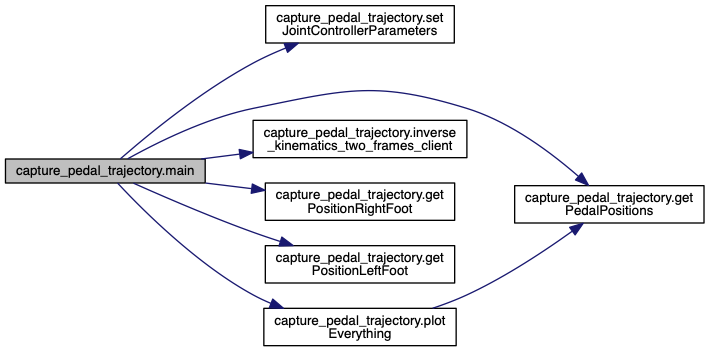 capture_pedal_trajectory.set
JointControllerParameters
capture_pedal_trajectory.inverse
_kinematics_two_frames_client
capture_pedal_trajectory.main
capture_pedal_trajectory.get
PositionRightFoot
capture_pedal_trajectory.get
PedalPositions
capture_pedal_trajectory.get
PositionLeftFoot
capture_pedal_trajectory.plot
Everything